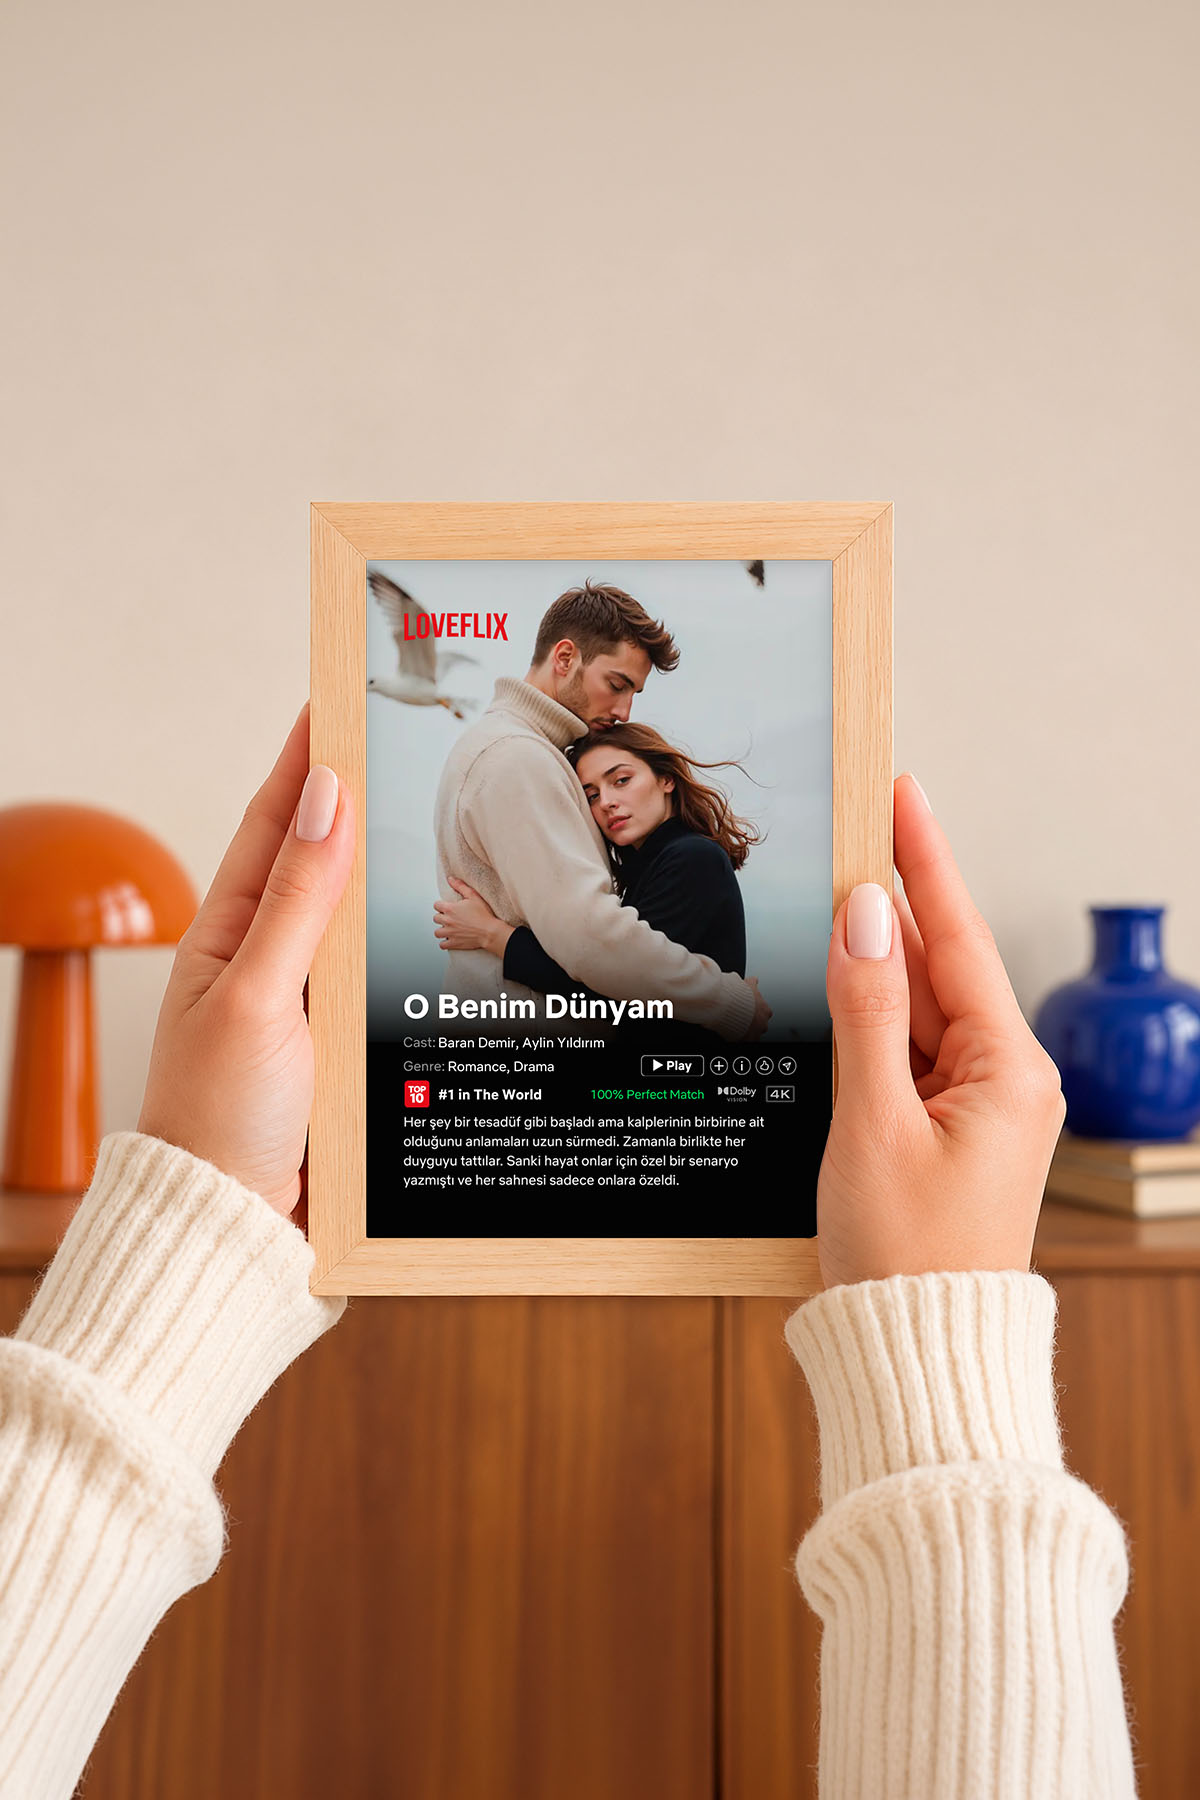 LOVEFLIX
O Benim Dünyam
Cast: Baran Demir, Aylin Yıldırım
Genre: Romance, Drama
Play
TOP 10 #1 in The World 100% Perfect Match Dolby VISION 4K
Her şey bir tesadüf gibi başladı ama kalplerinin birbirine ait
olduğunu anlamaları uzun sürmedi. Zamanla birlikte her
duyguyu tattılar. Sanki hayat onlar için özel bir senaryo
yazmıştı ve her sahnesi sadece onlara özeldi.